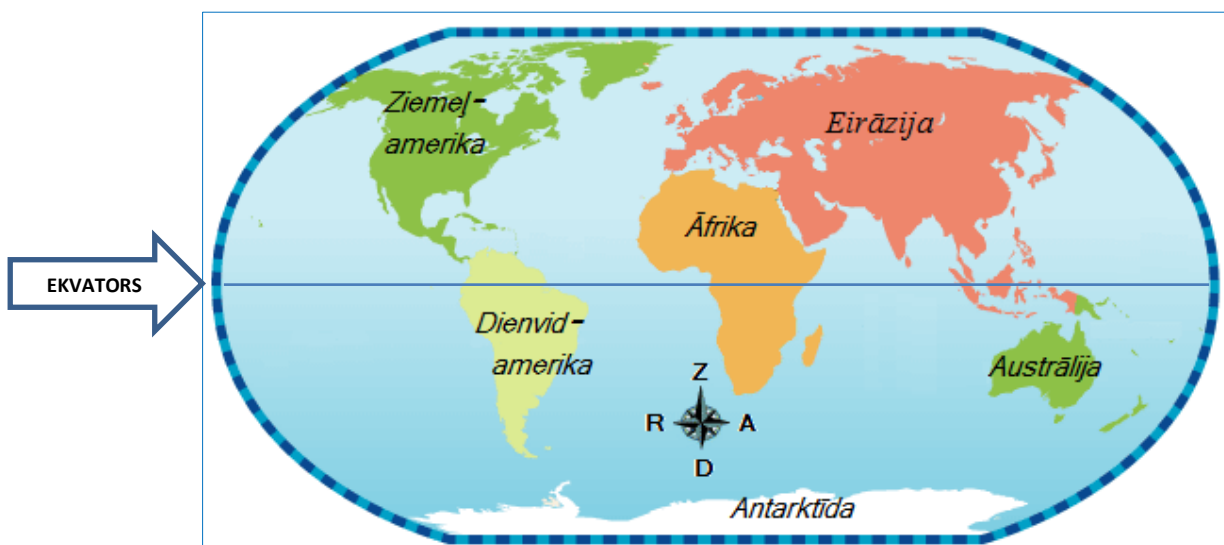 Ziemeļ-
amerika
Eirāzija
Āfrika
EKVATORS
Dienvid-
amerika
Austrālija
Z
R A
D
Antarktīda